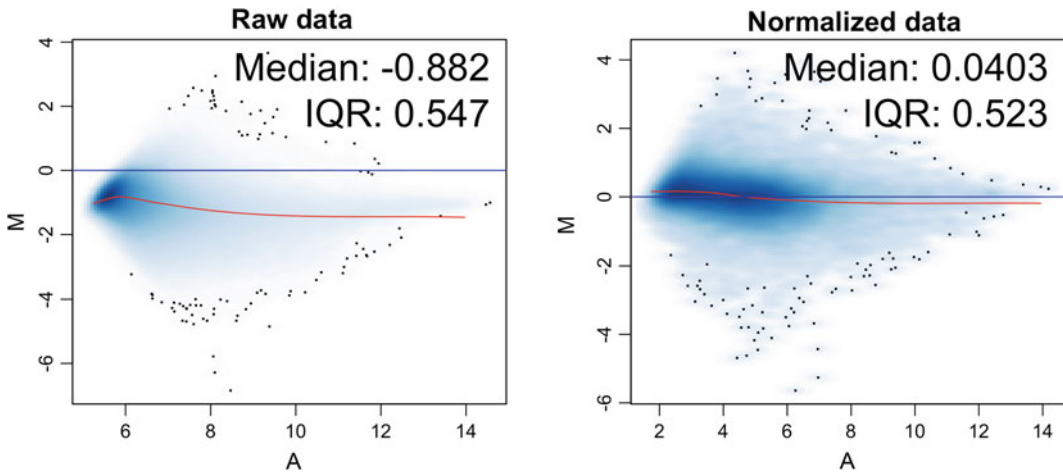 Raw data
Median: -0.882
IQR: 0.547
4
2
0
-2
-4
-6
M
6 8 10 12 14
A
Normalized data
Median: 0.0403
IQR: 0.523
4
2
0
-2
-4
-6
M
2 4 6 8 10 12 14
A